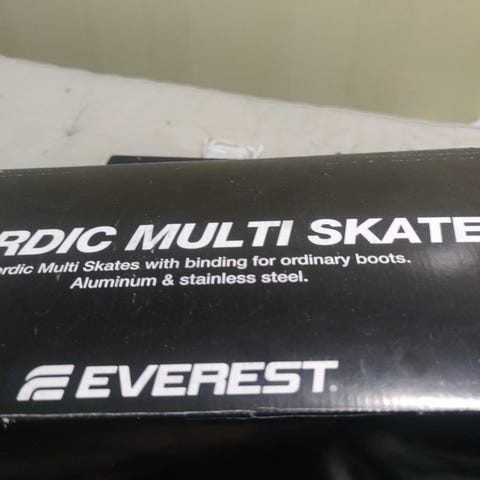 RDIC MULTI SKATE
rdic Multi Skates with binding for ordinary boots.
Aluminum & stainless steel.
EVEREST